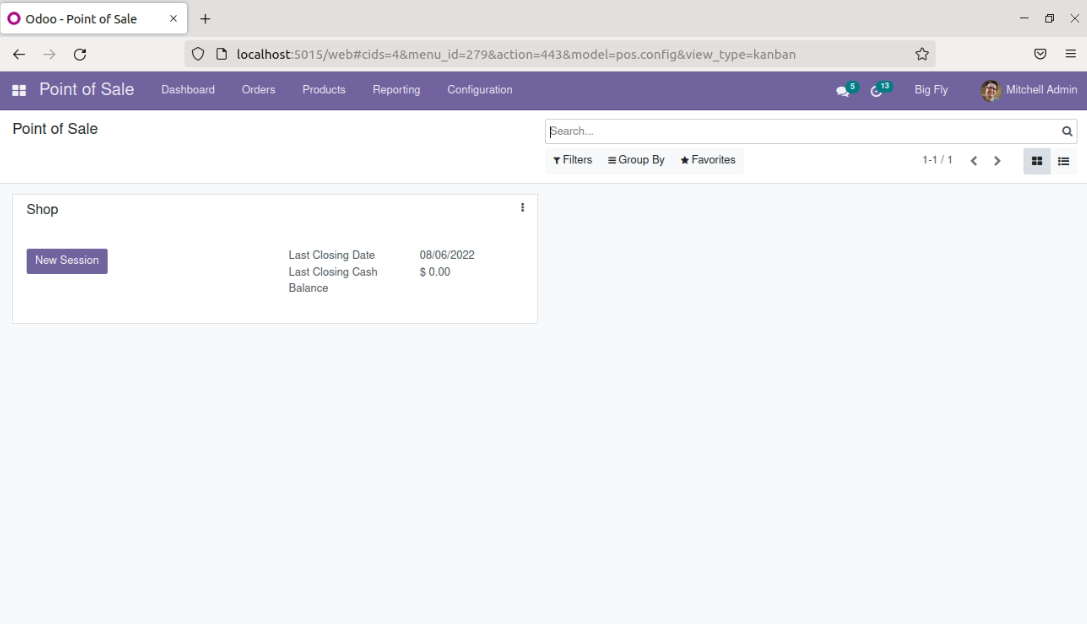 Odoo - Point of Sale
localhost:5015/web#cids=4&menu_id=279&action=443&model=pos.config&view_type=kanban
Point of Sale Dashboard Orders Products Reporting Configuration 5 13 Big Fly Mitchell Admin
Point of Sale
Search...
Filters Group By Favorites 1-1 / 1
Shop
New Session
Last Closing Date 08/06/2022
Last Closing Cash $ 0.00
Balance